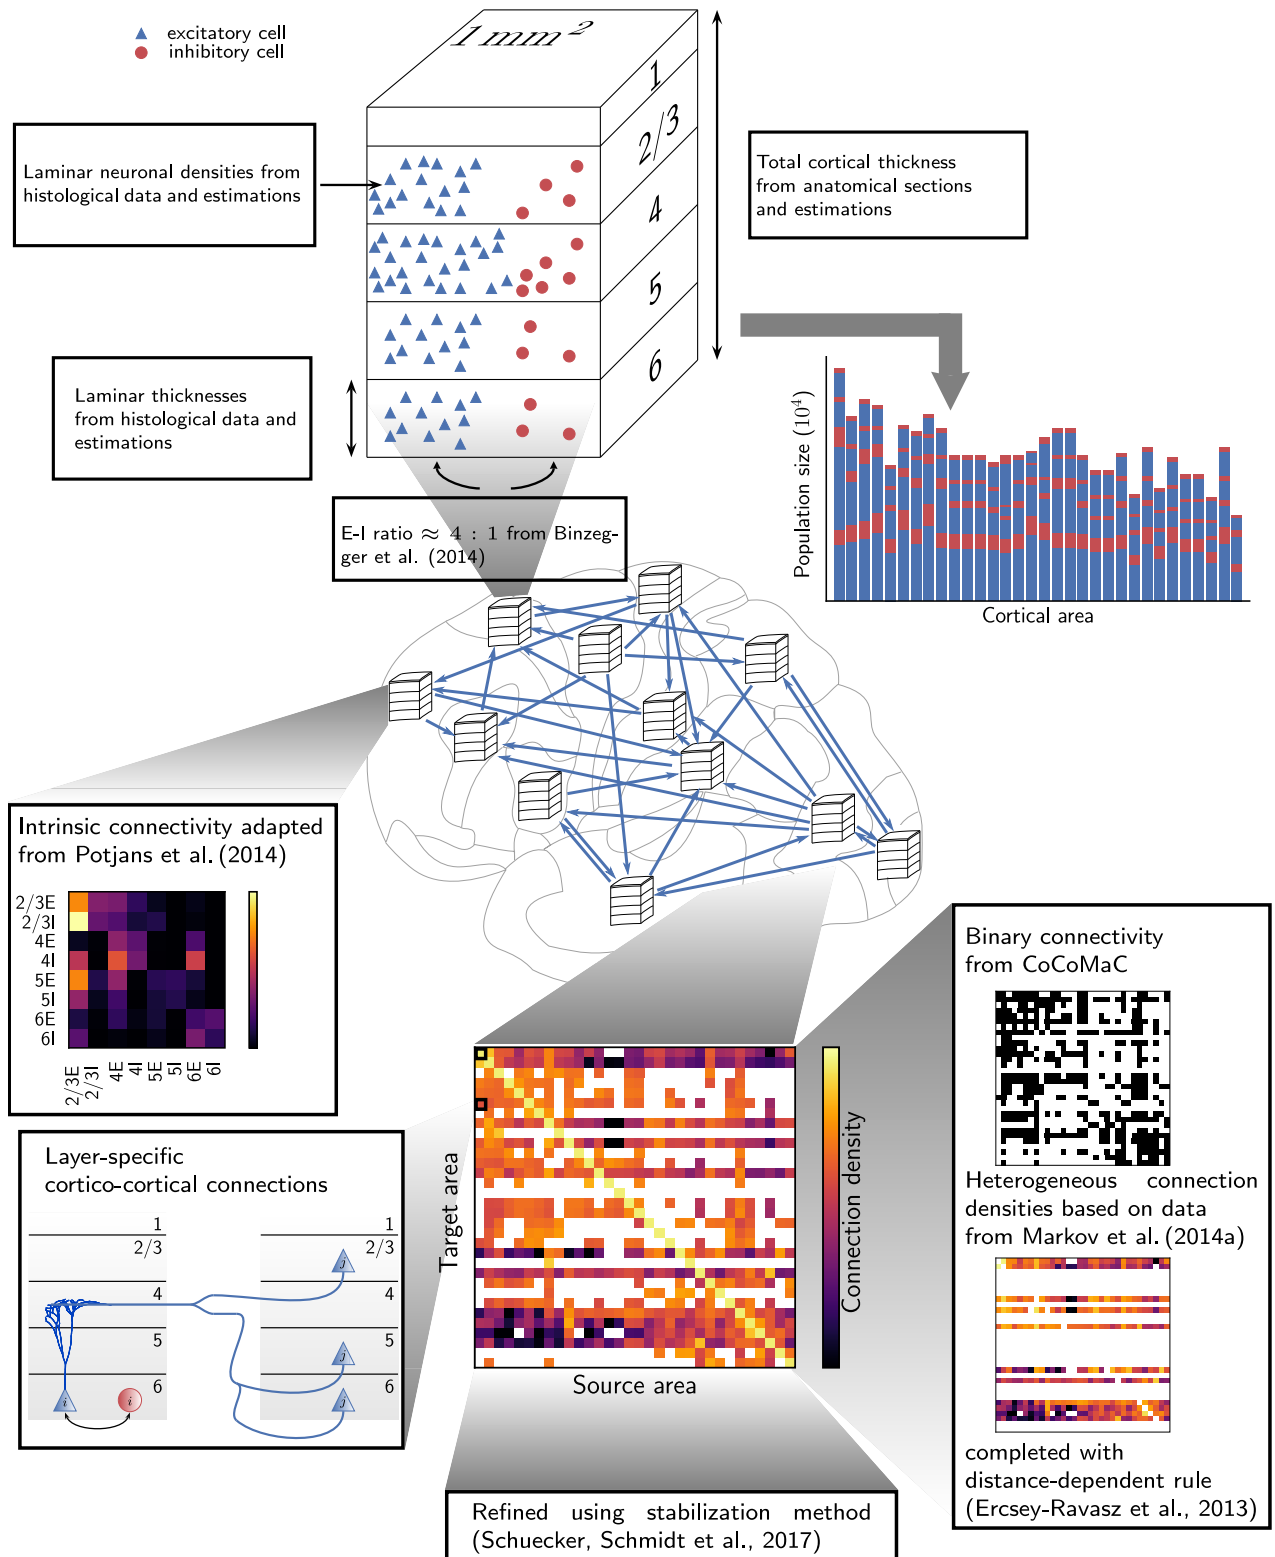 excitatory cell
inhibitory cell
1 mm²
1
2/3
4
5
6
Laminar neuronal densities from
histological data and estimations
Total cortical thickness
from anatomical sections
and estimations
Laminar thicknesses
from histological data and
estimations
E-I ratio ≈ 4 : 1 from Binzeg-
ger et al. (2014)
Population size (10⁴)
Cortical area
Intrinsic connectivity adapted
from Potjans et al. (2014)
2/3E
2/3I
4E
4I
5E
5I
6E
6I
2/3E
2/3I
4E
4I
5E
5I
6E
6I
Layer-specific
cortico-cortical connections
1
2/3
4
5
6
i
i
1
2/3
4
5
6
j
j
j
Target area
Source area
Connection density
Binary connectivity
from CoCoMaC
Heterogeneous connection
densities based on data
from Markov et al. (2014a)
completed with
distance-dependent rule
(Ercsey-Ravasz et al., 2013)
Refined using stabilization method
(Schuecker, Schmidt et al., 2017)